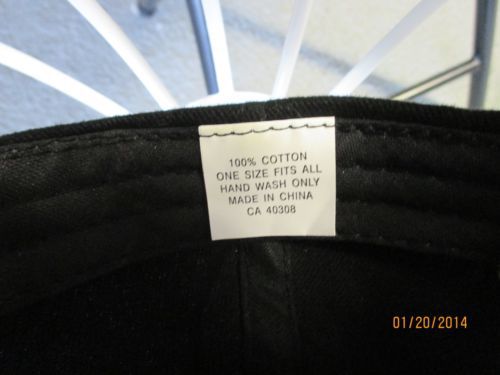 100% COTTON
ONE SIZE FITS ALL
HAND WASH ONLY
MADE IN CHINA
CA 40308
01/20/2014